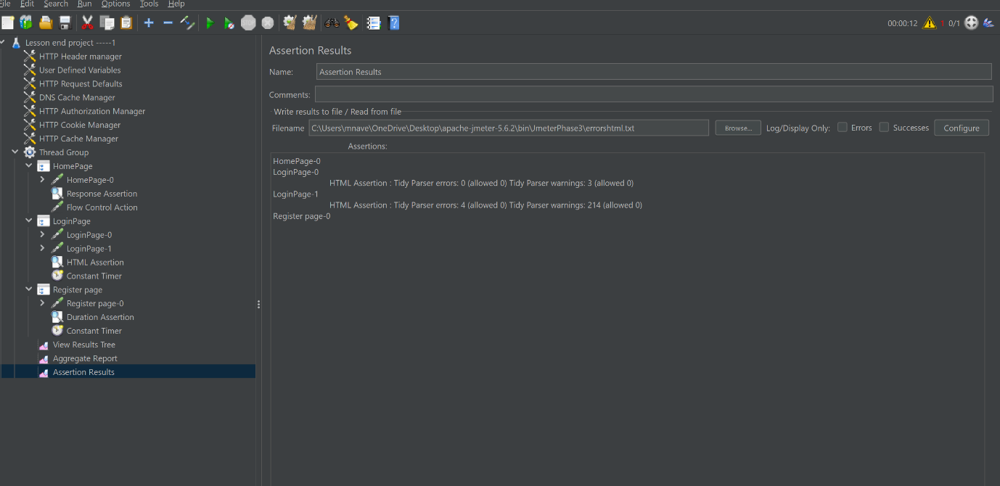 File Edit Search Run Options Tools Help
00:00:12 ! 0/1
Lesson end project -----1
HTTP Header manager
User Defined Variables
HTTP Request Defaults
DNS Cache Manager
HTTP Authorization Manager
HTTP Cookie Manager
HTTP Cache Manager
Thread Group
HomePage
HomePage-0
Response Assertion
Flow Control Action
LoginPage
LoginPage-0
LoginPage-1
HTML Assertion
Constant Timer
Register page
Register page-0
Duration Assertion
Constant Timer
View Results Tree
Aggregate Report
Assertion Results
Assertion Results
Name: Assertion Results
Comments:
Write results to file / Read from file
Filename C:\Users\mnave\OneDrive\Desktop\apache-jmeter-5.6.2\bin\JmeterPhase3\errorshtml.txt Browse... Log/Display Only: Errors Successes Configure
Assertions:
HomePage-0
LoginPage-0
HTML Assertion : Tidy Parser errors: 0 (allowed 0) Tidy Parser warnings: 3 (allowed 0)
LoginPage-1
HTML Assertion : Tidy Parser errors: 4 (allowed 0) Tidy Parser warnings: 214 (allowed 0)
Register page-0